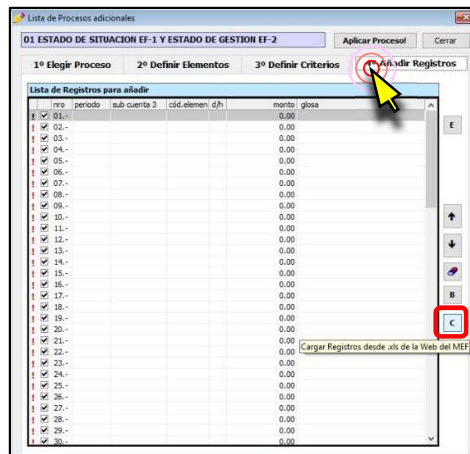 Lista de Procesos adicionales
01 ESTADO DE SITUACION EF-1 Y ESTADO DE GESTION EF-2 Aplicar Proceso! Cerrar
1º Elegir Proceso 2º Definir Elementos 3º Definir Criterios Añadir Registros
Lista de Registros para añadir
nro periodo sub cuenta 3 cód.elemen d/h monto glosa
! 01.- 0.00
! 02.- 0.00
! 03.- 0.00
! 04.- 0.00
! 05.- 0.00
! 06.- 0.00
! 07.- 0.00
! 08.- 0.00
! 09.- 0.00
! 10.- 0.00
! 11.- 0.00
! 12.- 0.00
! 13.- 0.00
! 14.- 0.00
! 15.- 0.00
! 16.- 0.00
! 17.- 0.00
! 18.- 0.00
! 19.- 0.00
! 20.- 0.00
! 21.- 0.00
! 22.- 0.00
! 23.- 0.00
! 24.- 0.00
! 25.- 0.00
! 26.- 0.00
! 27.- 0.00
! 28.- 0.00
! 29.- 0.00
! 30.- 0.00
E
B
C
Cargar Registros desde .xls de la Web del MEF